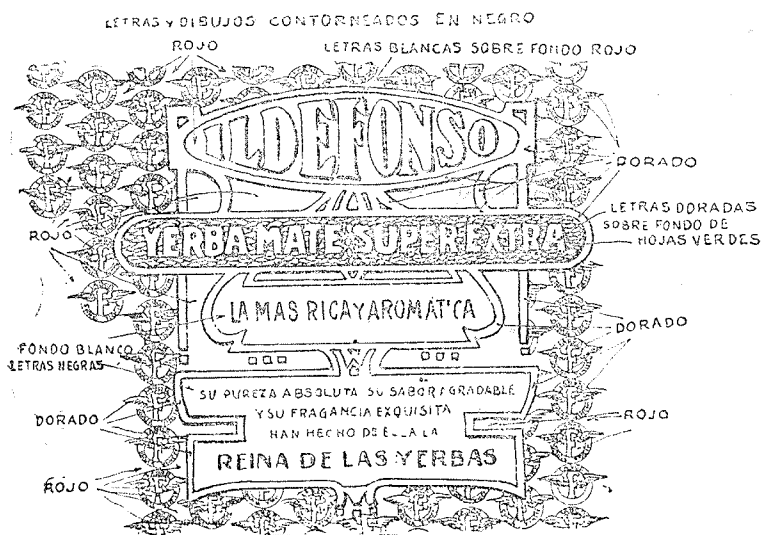 LETRAS Y DIBUJOS CONTORNEADOS EN NEGRO
ROJO
LETRAS BLANCAS SOBRE FONDO ROJO
ILDEFONSO
DORADO
LETRAS DORADAS
SOBRE FONDO DE
HOJAS VERDES
ROJO
YERBA MATE SUPER EXTRA
LA MAS RICA Y AROMÁTICA
DORADO
FONDO BLANCO
LETRAS NEGRAS
SU PUREZA ABSOLUTA SU SABOR AGRADABLE
Y SU FRAGANCIA EXQUISITA
HAN HECHO DE ELLA LA
REINA DE LAS YERBAS
DORADO
ROJO
ROJO